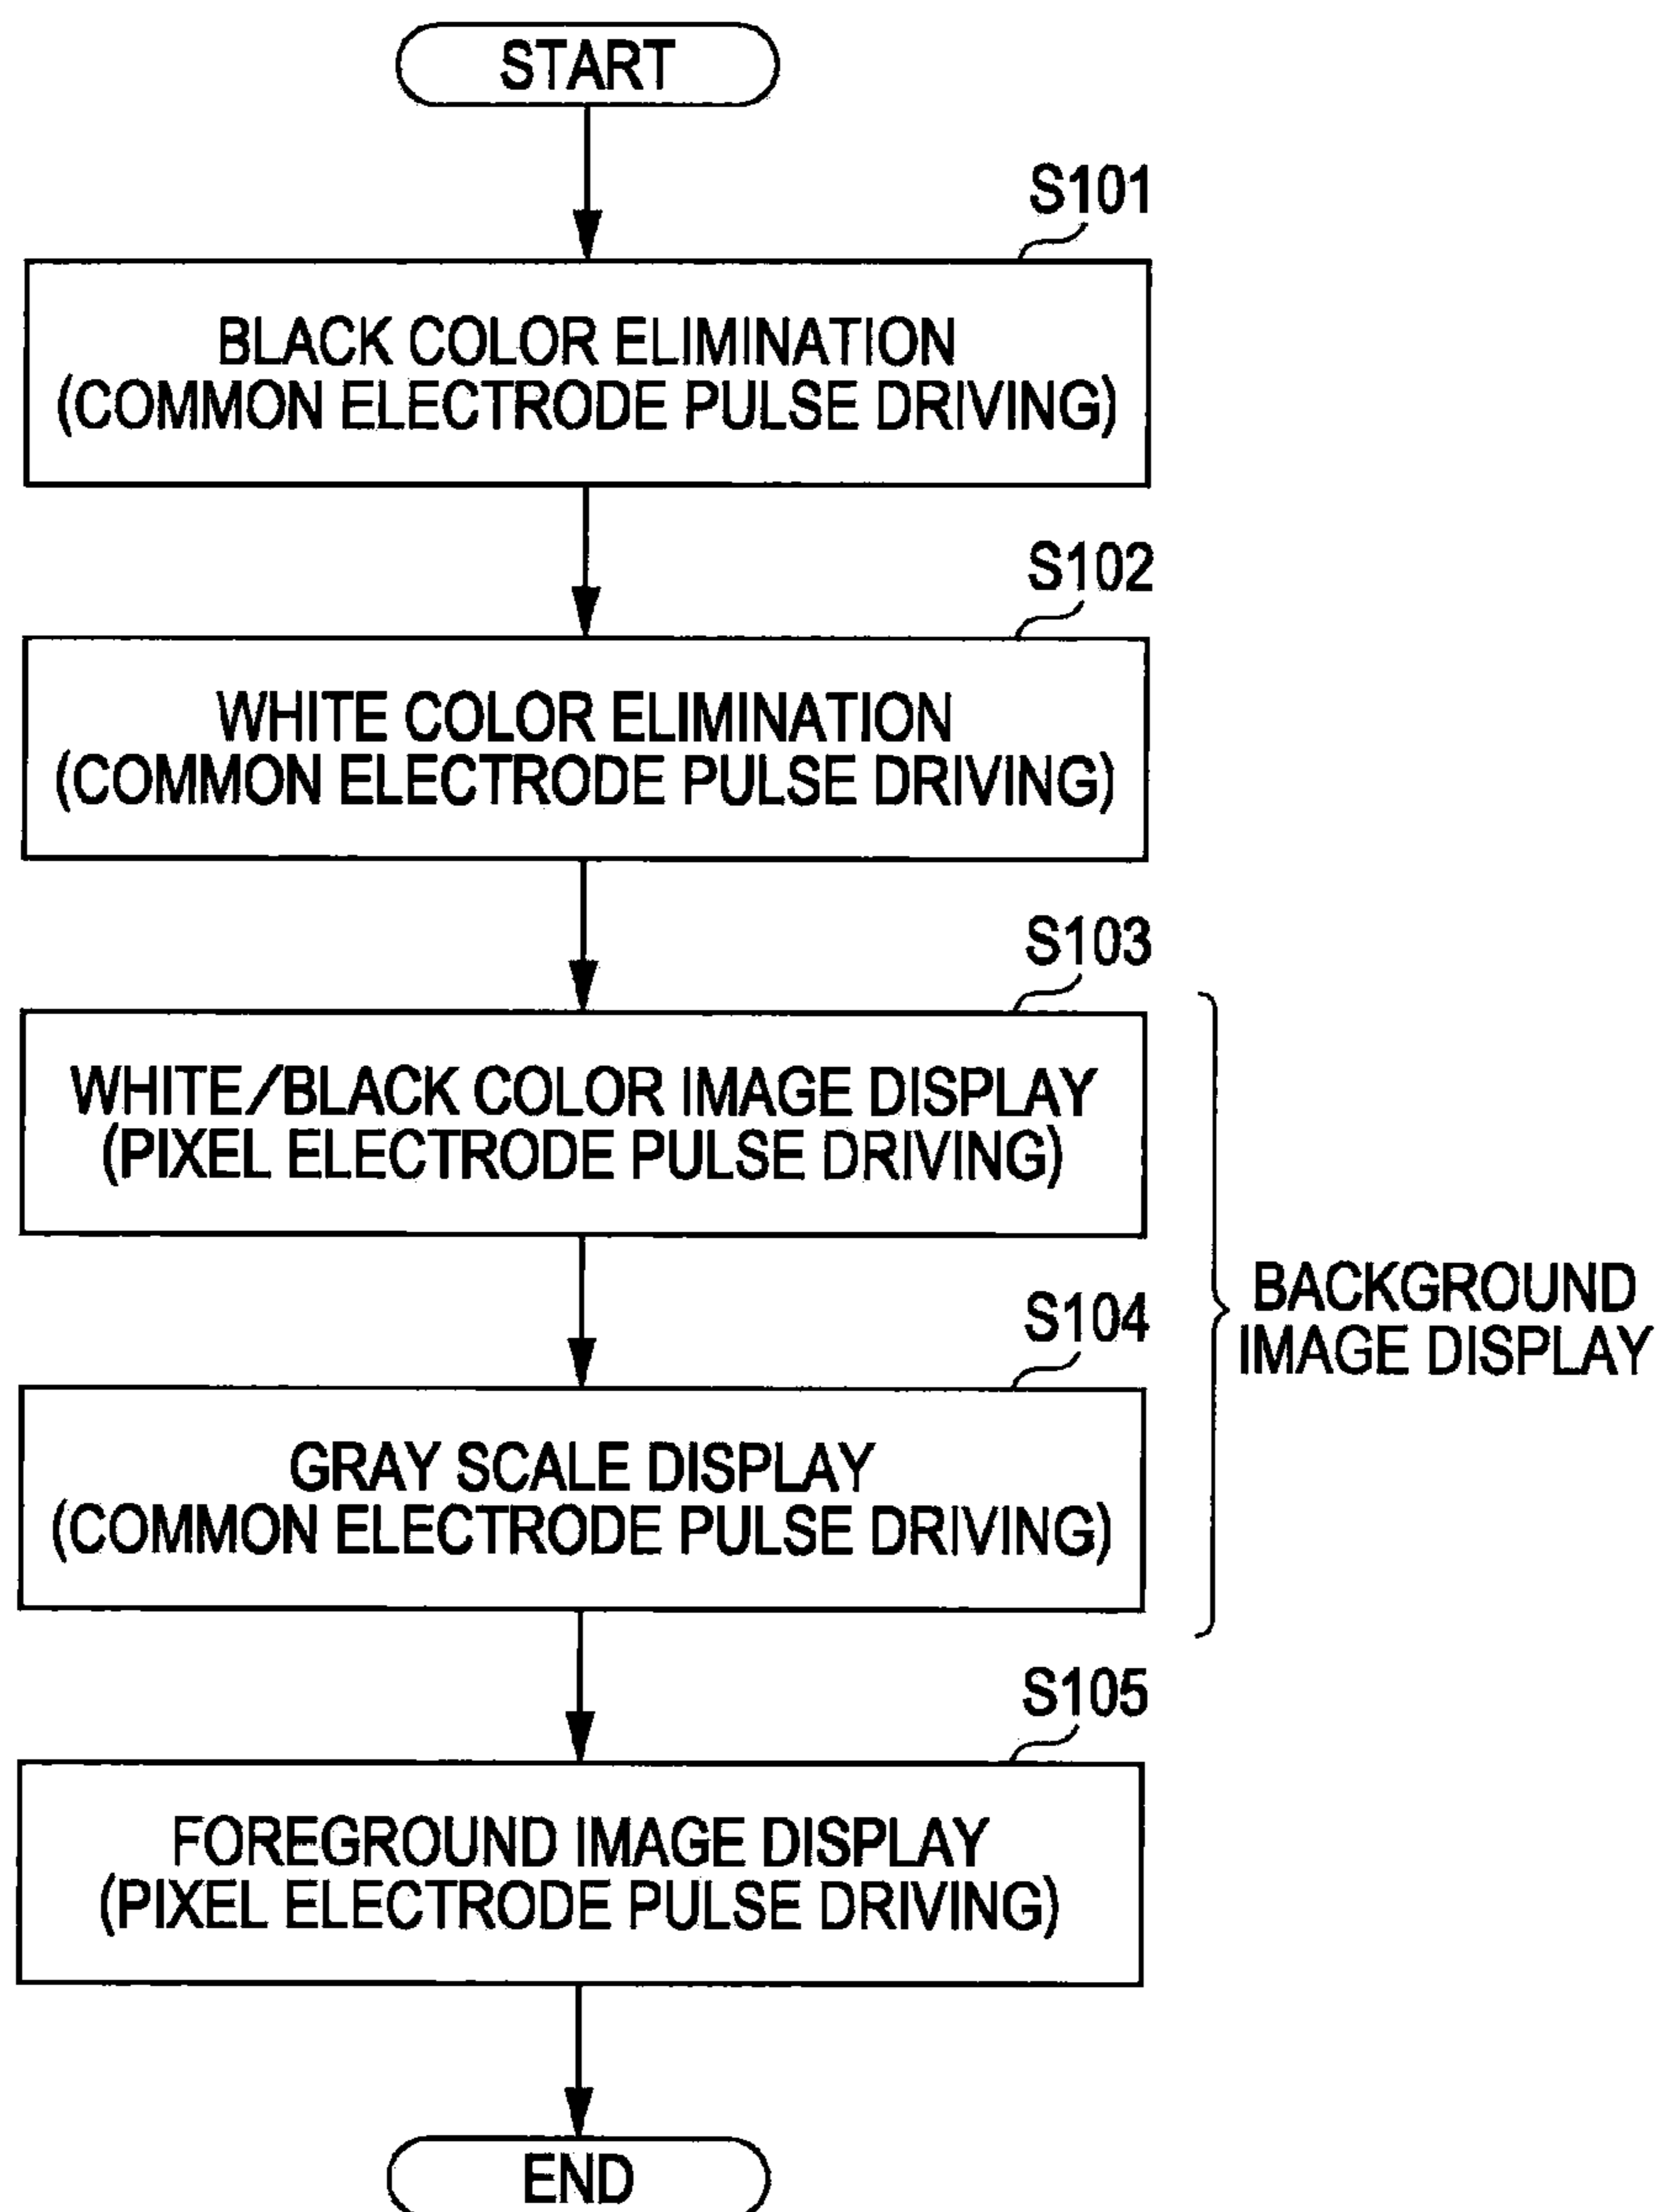 START
S101
BLACK COLOR ELIMINATION
(COMMON ELECTRODE PULSE DRIVING)
S102
WHITE COLOR ELIMINATION
(COMMON ELECTRODE PULSE DRIVING)
S103
WHITE/BLACK COLOR IMAGE DISPLAY
(PIXEL ELECTRODE PULSE DRIVING)
BACKGROUND
IMAGE DISPLAY
S104
GRAY SCALE DISPLAY
(COMMON ELECTRODE PULSE DRIVING)
S105
FOREGROUND IMAGE DISPLAY
(PIXEL ELECTRODE PULSE DRIVING)
END